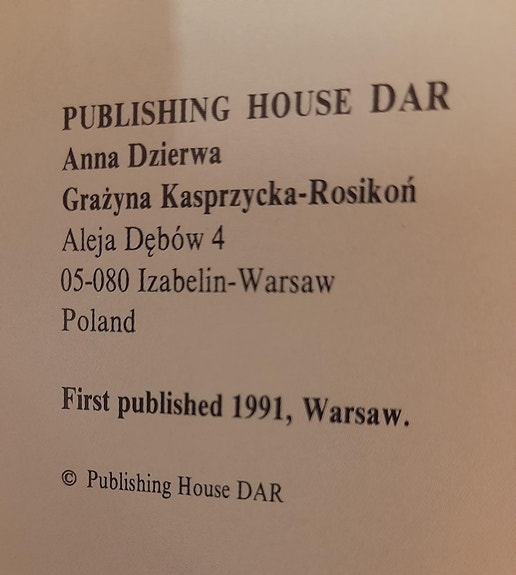 PUBLISHING HOUSE DAR
Anna Dzierwa
Grażyna Kasprzycka-Rosikoń
Aleja Dębów 4
05-080 Izabelin-Warsaw
Poland
First published 1991, Warsaw.
© Publishing House DAR